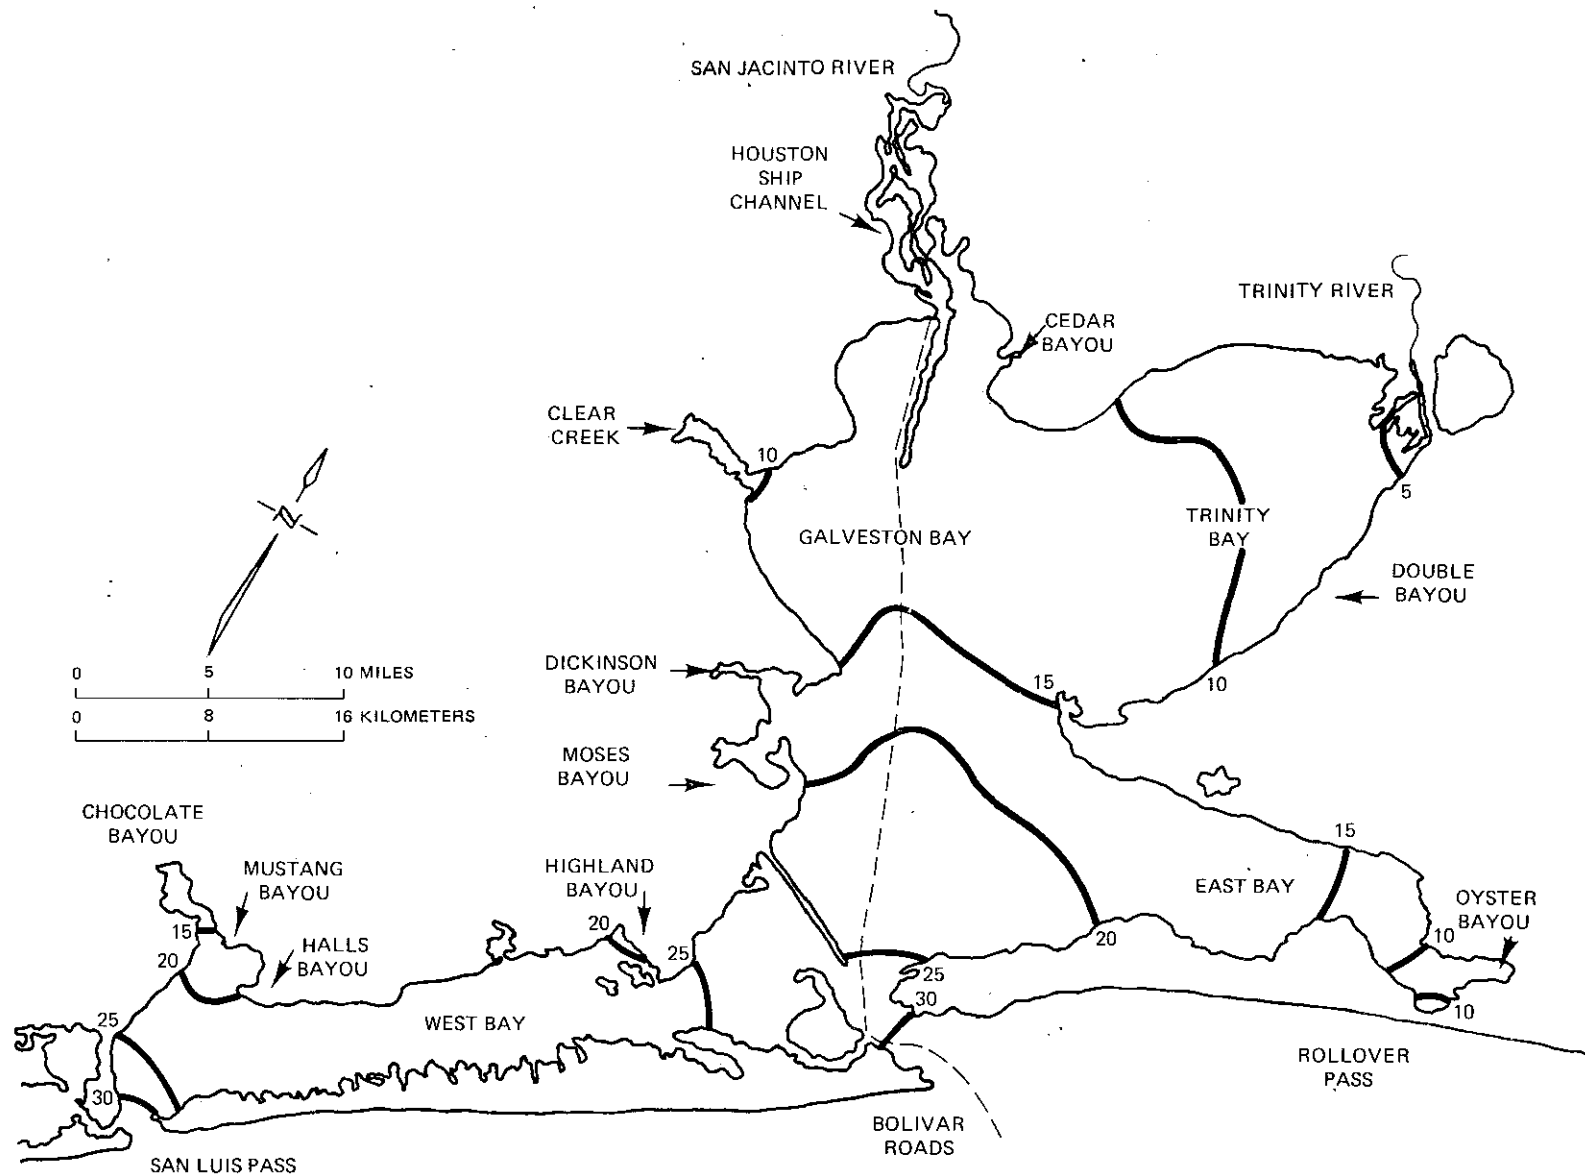 SAN JACINTO RIVER
HOUSTON
SHIP
CHANNEL
TRINITY RIVER
CEDAR
BAYOU
CLEAR
CREEK
10
5
N
GALVESTON BAY
TRINITY
BAY
DOUBLE
BAYOU
DICKINSON
BAYOU
15
10
0 5 10 MILES
0 8 16 KILOMETERS
MOSES
BAYOU
CHOCOLATE
BAYOU
MUSTANG
BAYOU
HIGHLAND
BAYOU
15
EAST BAY
OYSTER
BAYOU
15
20
HALLS
BAYOU
20
25
20
10
25
30
10
25
WEST BAY
30
ROLLOVER
PASS
BOLIVAR
ROADS
SAN LUIS PASS